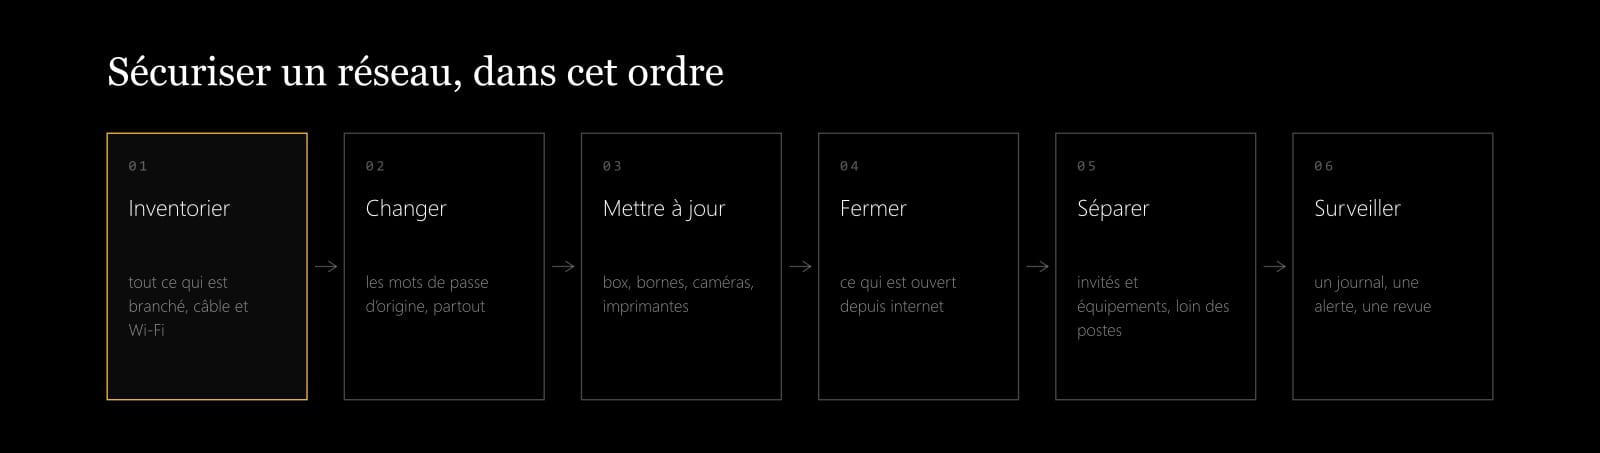 Sécuriser un réseau, dans cet ordre
01
Inventorier
tout ce qui est
branché, câble et
Wi-Fi
02
Changer
les mots de passe
d’origine, partout
03
Mettre à jour
box, bornes, caméras,
imprimantes
04
Fermer
ce qui est ouvert
depuis internet
05
Séparer
invités et
équipements, loin des
postes
06
Surveiller
un journal, une
alerte, une revue